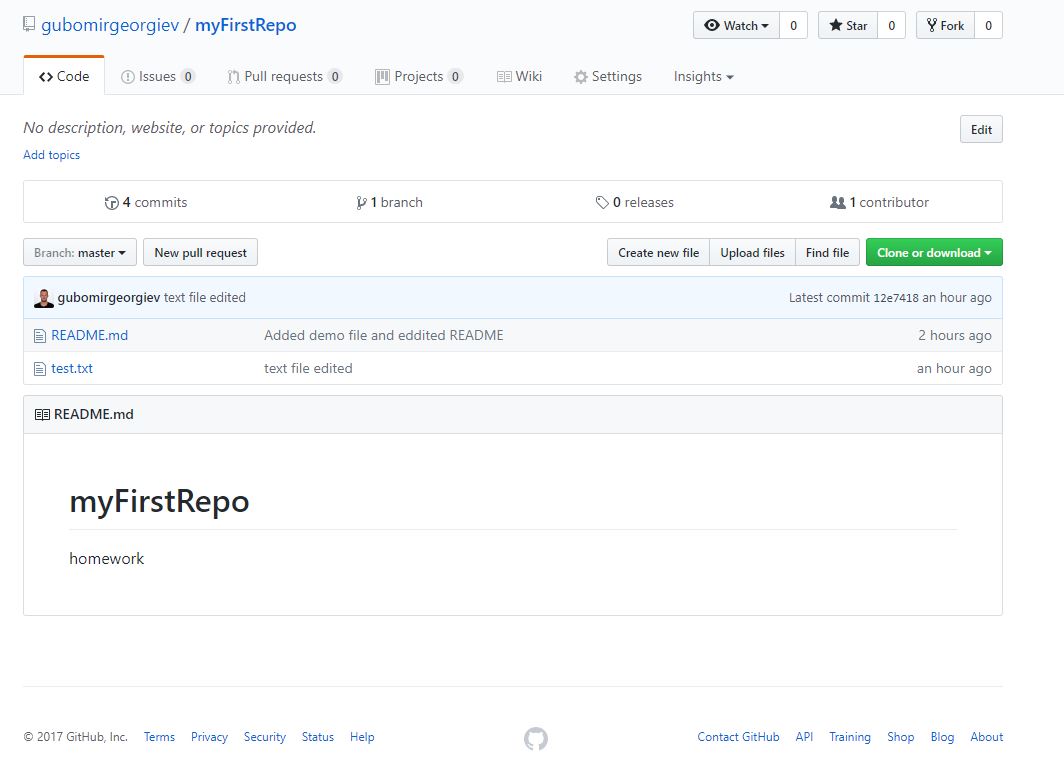 gubomirgeorgiev / myFirstRepo Watch 0 Star 0 Fork 0
Code Issues 0 Pull requests 0 Projects 0 Wiki Settings Insights
No description, website, or topics provided. Edit
Add topics
4 commits 1 branch 0 releases 1 contributor
Branch: master New pull request Create new file Upload files Find file Clone or download
gubomirgeorgiev text file edited Latest commit 12e7418 an hour ago
README.md Added demo file and eddited README 2 hours ago
test.txt text file edited an hour ago
README.md
myFirstRepo
homework
© 2017 GitHub, Inc. Terms Privacy Security Status Help Contact GitHub API Training Shop Blog About